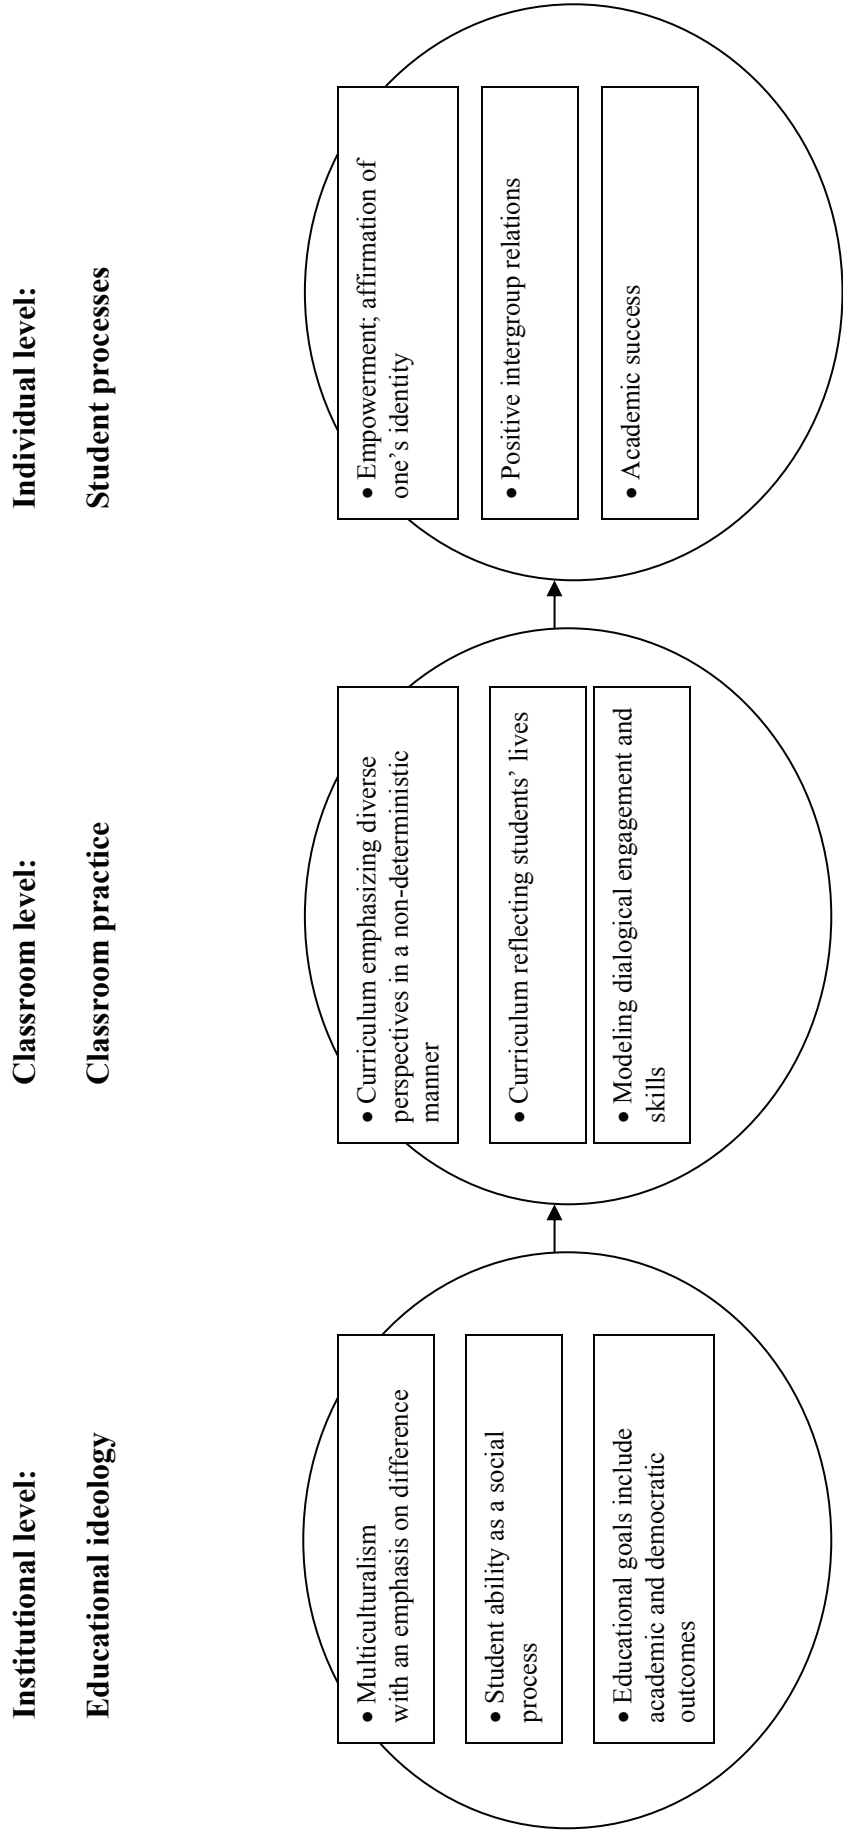 Institutional level:
Educational ideology
• Multiculturalism
with an emphasis on difference
• Student ability as a social
process
• Educational goals include
academic and democratic
outcomes
Classroom level:
Classroom practice
• Curriculum emphasizing diverse
perspectives in a non-deterministic
manner
• Curriculum reflecting students’ lives
• Modeling dialogical engagement and
skills
Individual level:
Student processes
• Empowerment; affirmation of
one’s identity
• Positive intergroup relations
• Academic success